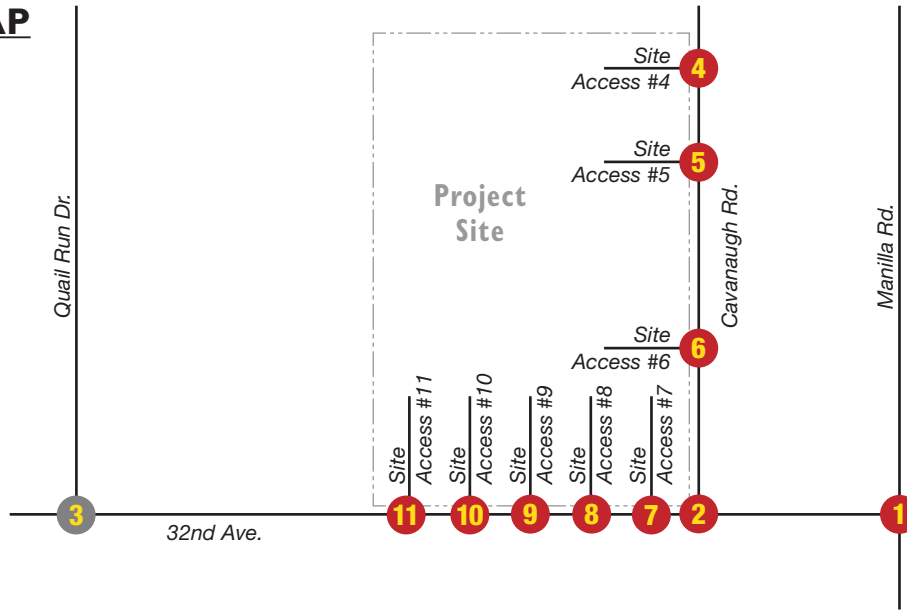 AP
Site
Access #4
4
Site
Access #5
5
Project
Site
Quail Run Dr.
Cavanaugh Rd.
Manilla Rd.
Site
Access #6
6
Site
Access #11
Site
Access #10
Site
Access #9
Site
Access #8
Site
Access #7
3
11
10
9
8
7
2
1
32nd Ave.